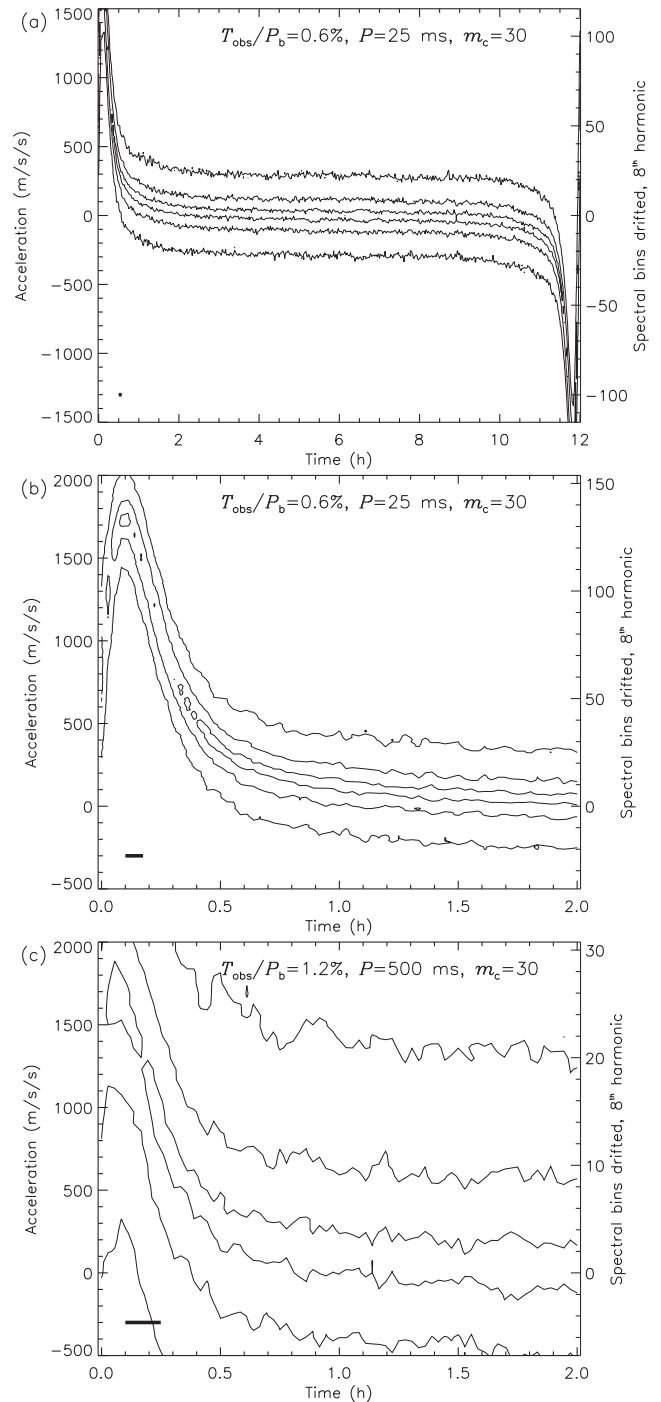 (a)
T_obs/P_b=0.6%, P=25 ms, m_c=30
1500
1000
500
0
−500
−1000
−1500
Acceleration (m/s/s)
100
50
0
−50
−100
Spectral bins drifted, 8th harmonic
0 2 4 6 8 10 12
Time (h)
(b)
T_obs/P_b=0.6%, P=25 ms, m_c=30
2000
1500
1000
500
0
−500
Acceleration (m/s/s)
150
100
50
0
Spectral bins drifted, 8th harmonic
0.0 0.5 1.0 1.5 2.0
Time (h)
(c)
T_obs/P_b=1.2%, P=500 ms, m_c=30
2000
1500
1000
500
0
−500
Acceleration (m/s/s)
30
20
10
0
Spectral bins drifted, 8th harmonic
0.0 0.5 1.0 1.5 2.0
Time (h)